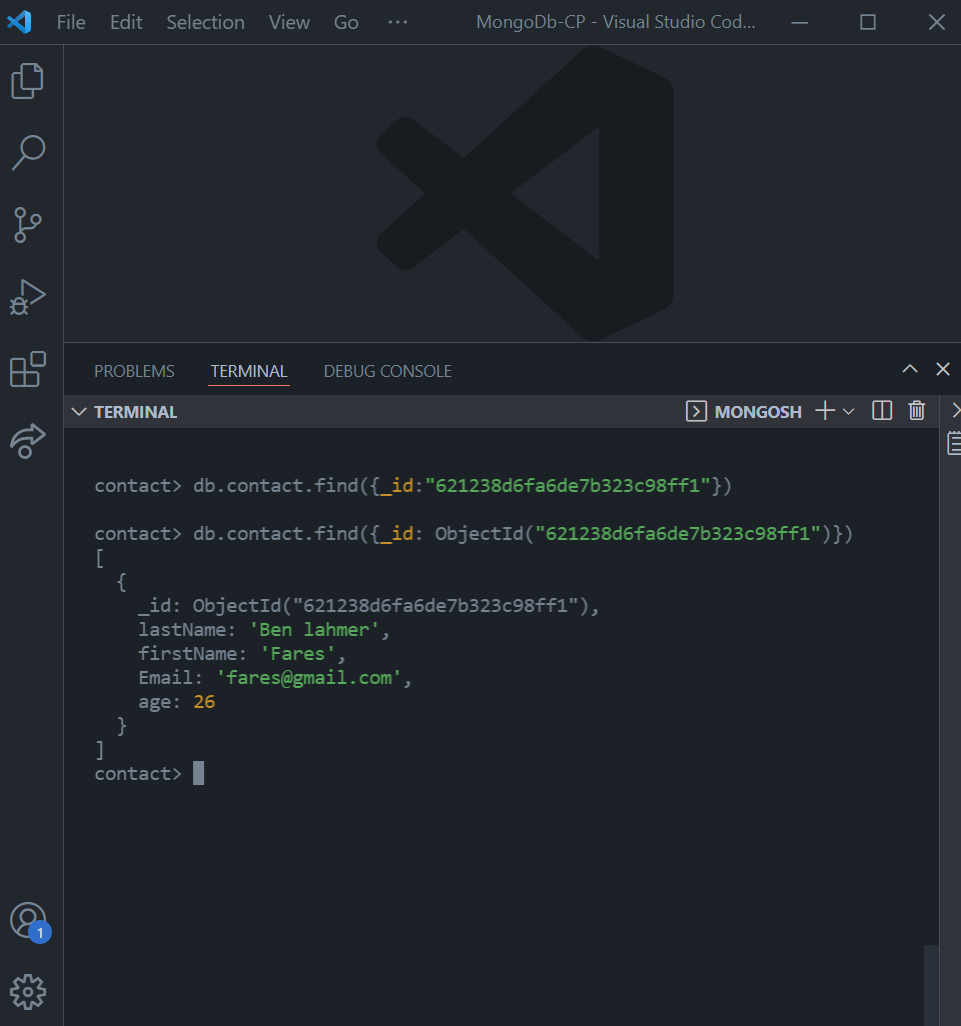 File Edit Selection View Go ··· MongoDb-CP - Visual Studio Cod...
PROBLEMS TERMINAL DEBUG CONSOLE
TERMINAL MONGOSH
contact> db.contact.find({_id:"621238d6fa6de7b323c98ff1"})
contact> db.contact.find({_id: ObjectId("621238d6fa6de7b323c98ff1")})
[
  {
    _id: ObjectId("621238d6fa6de7b323c98ff1"),
    lastName: 'Ben lahmer',
    firstName: 'Fares',
    Email: 'fares@gmail.com',
    age: 26
  }
]
contact>
1